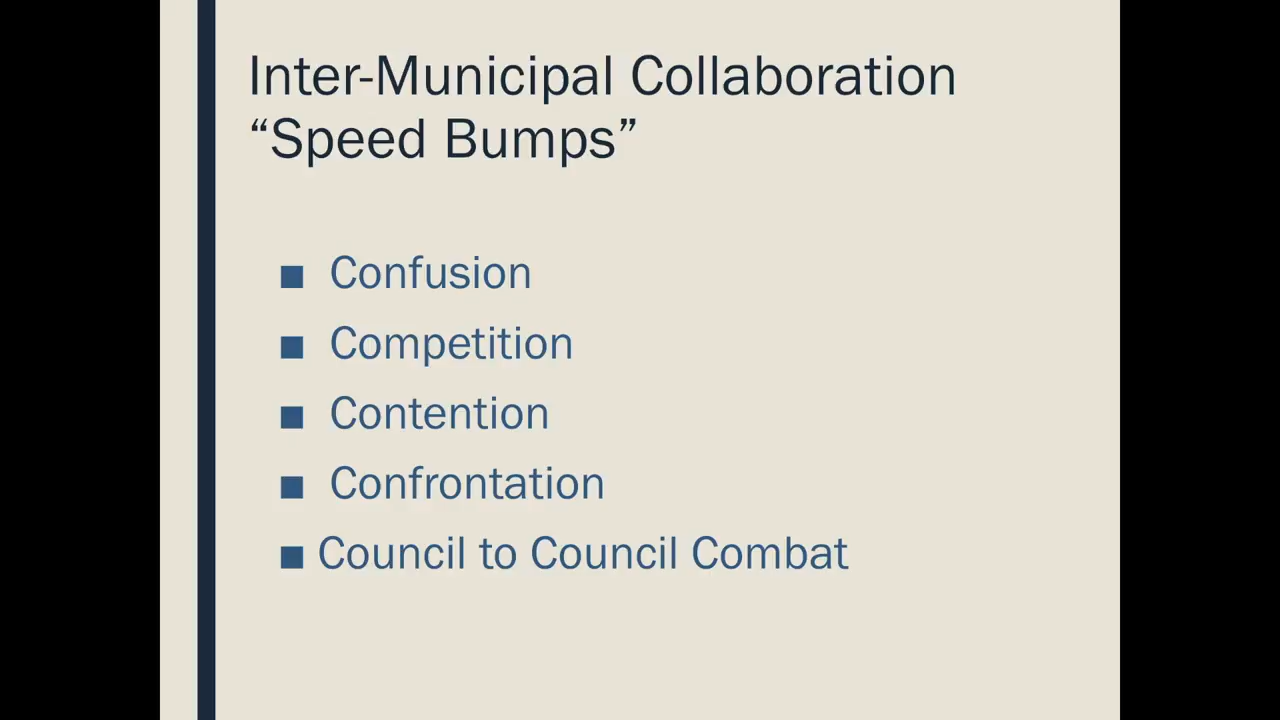 Inter-Municipal Collaboration
“Speed Bumps”
■ Confusion
■ Competition
■ Contention
■ Confrontation
■ Council to Council Combat